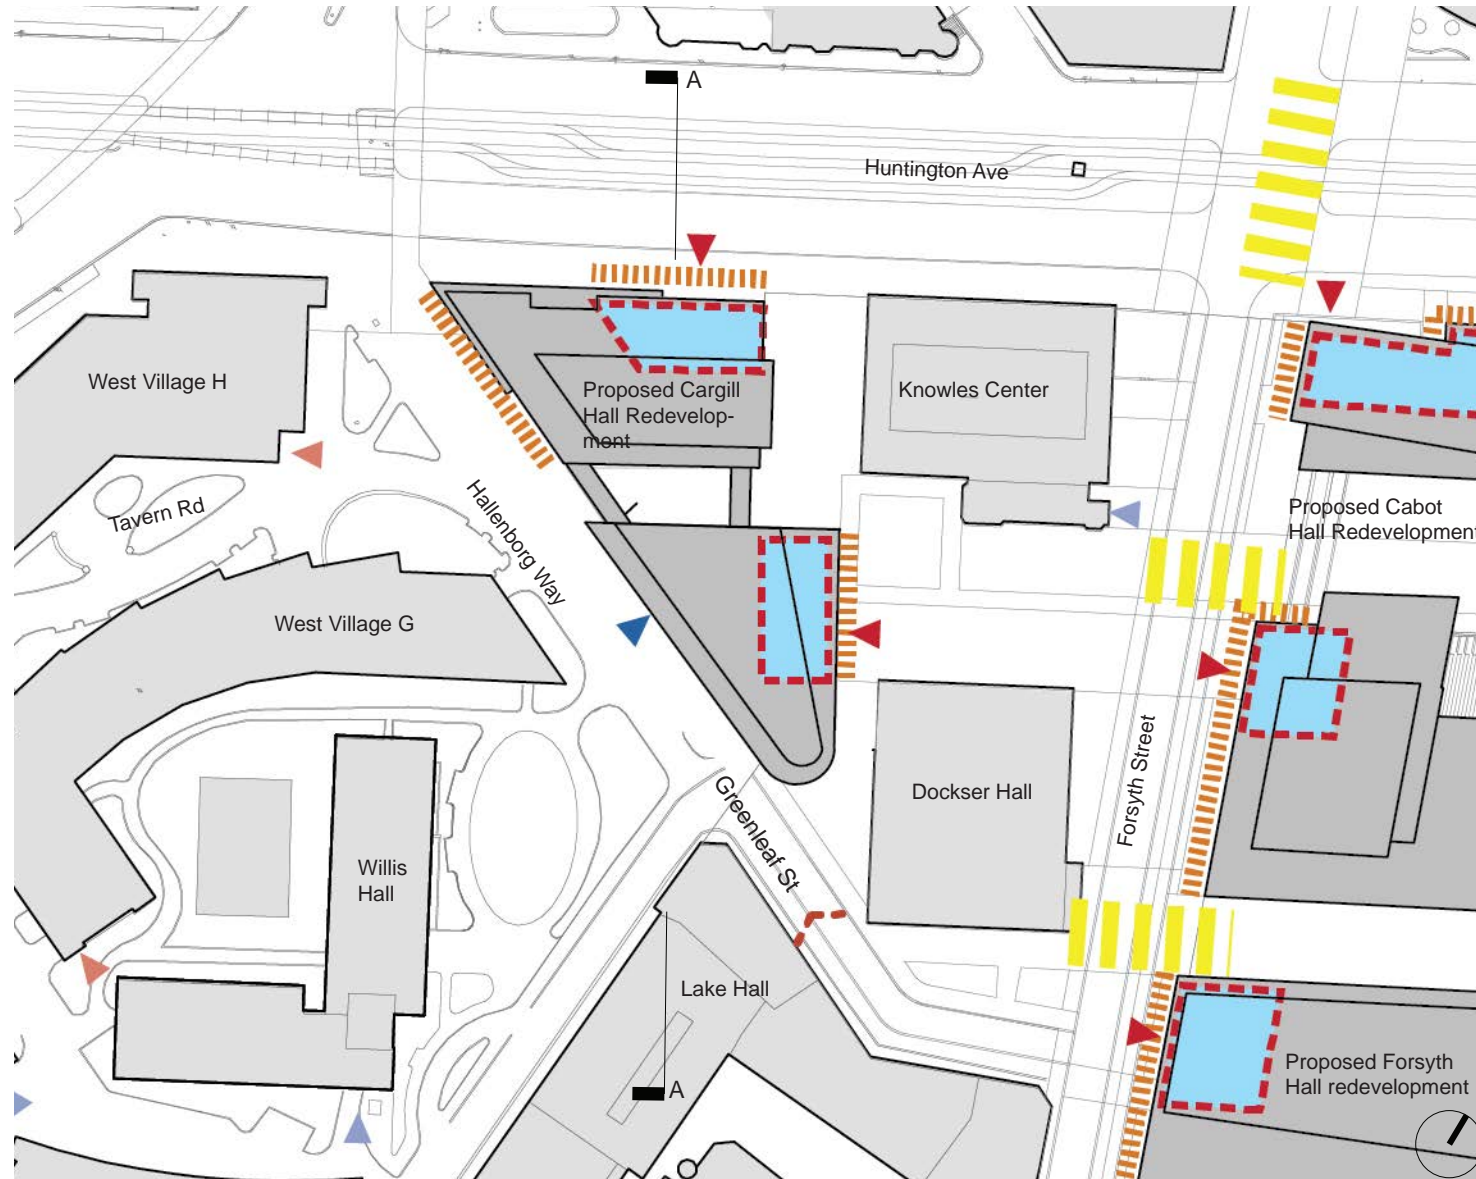 A
Huntington Ave
West Village H
Proposed Cargill
Hall Redevelop-
ment
Knowles Center
Tavern Rd
Hallenborg Way
Proposed Cabot
Hall Redevelopment
West Village G
Forsyth Street
Greenleaf St
Dockser Hall
Willis
Hall
Lake Hall
Proposed Forsyth
Hall redevelopment
A